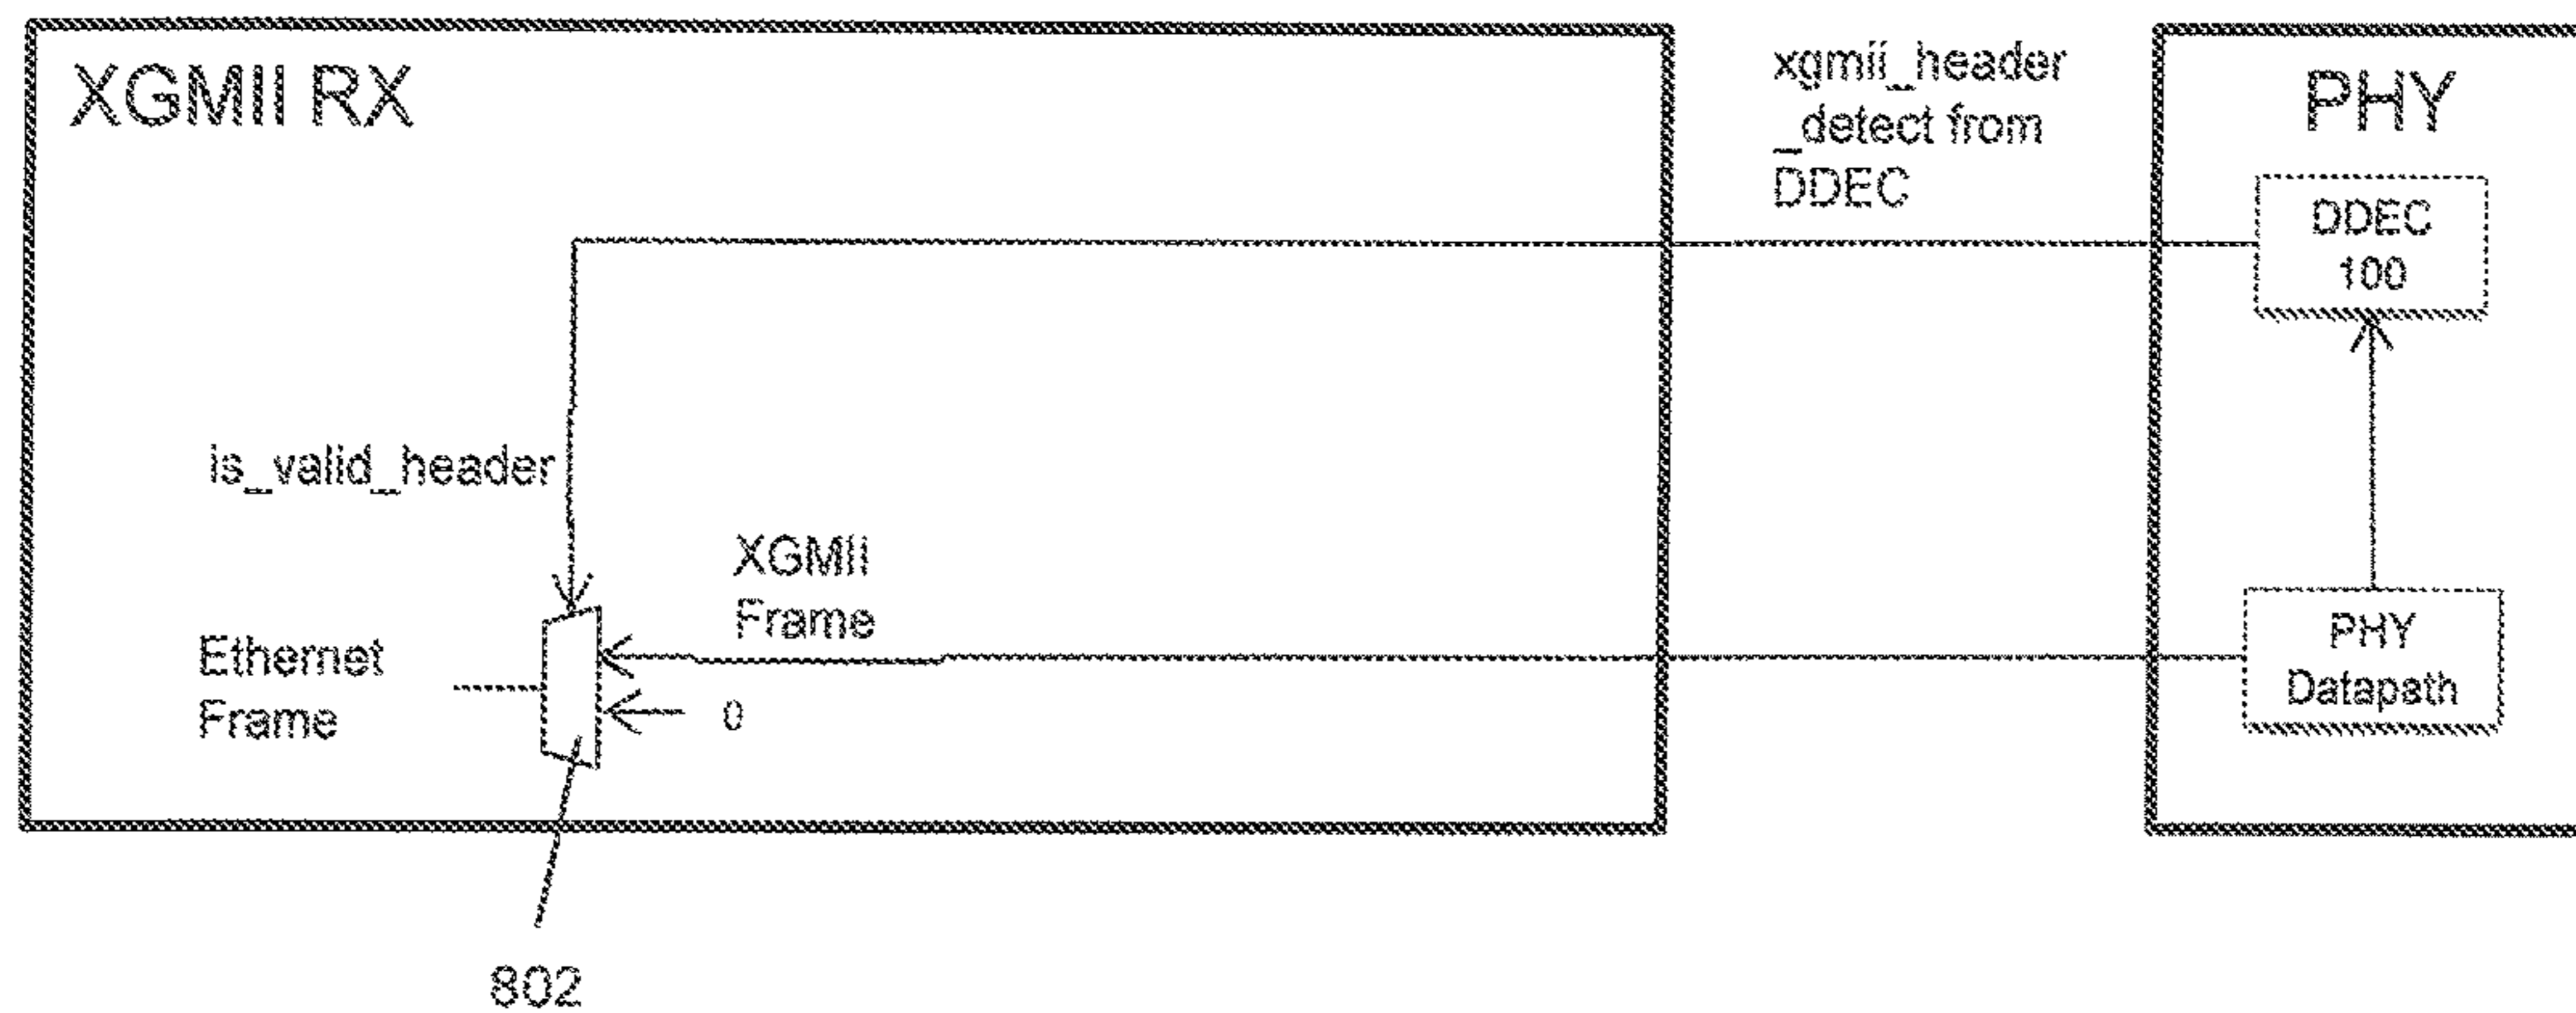 XGMII RX
xgmii_header
_detect from
DDEC
PHY
DDEC
100
is_valid_header
XGMII
Frame
Ethernet
Frame
0
PHY
Datapath
802